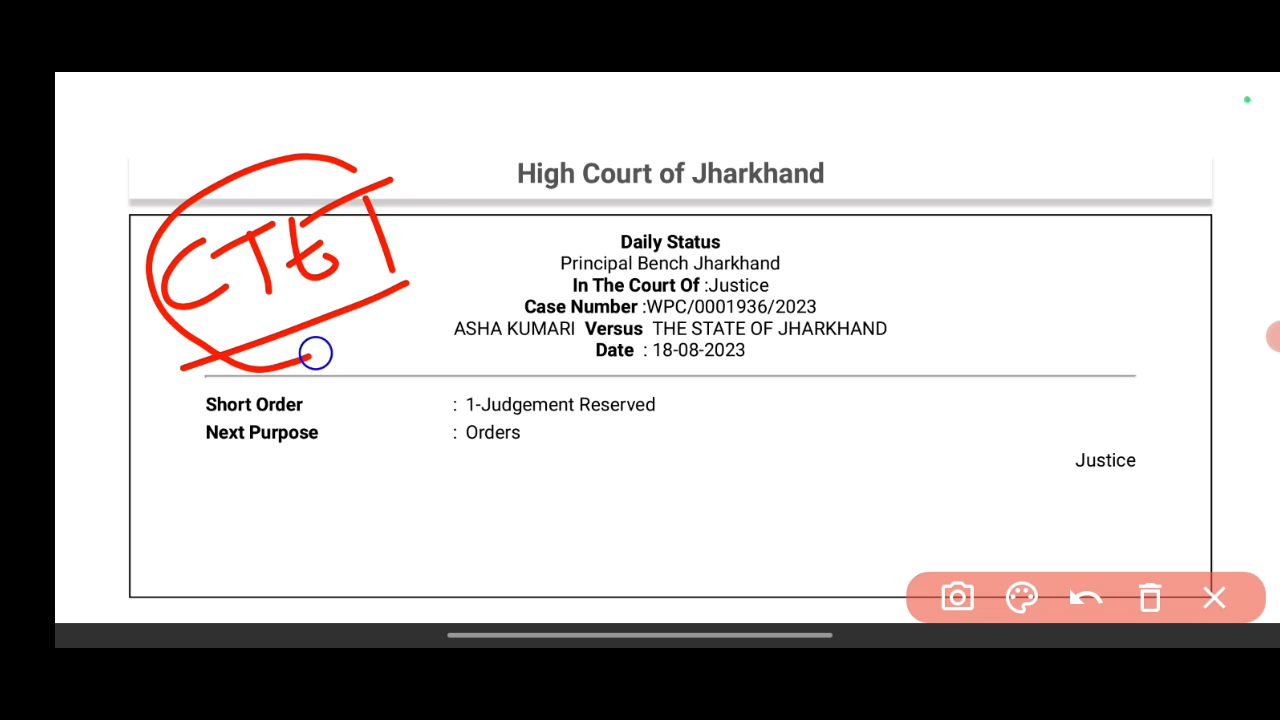 High Court of Jharkhand
CTET
Daily Status
Principal Bench Jharkhand
In The Court Of :Justice
Case Number :WPC/0001936/2023
ASHA KUMARI Versus THE STATE OF JHARKHAND
Date : 18-08-2023
Short Order : 1-Judgement Reserved
Next Purpose : Orders
Justice